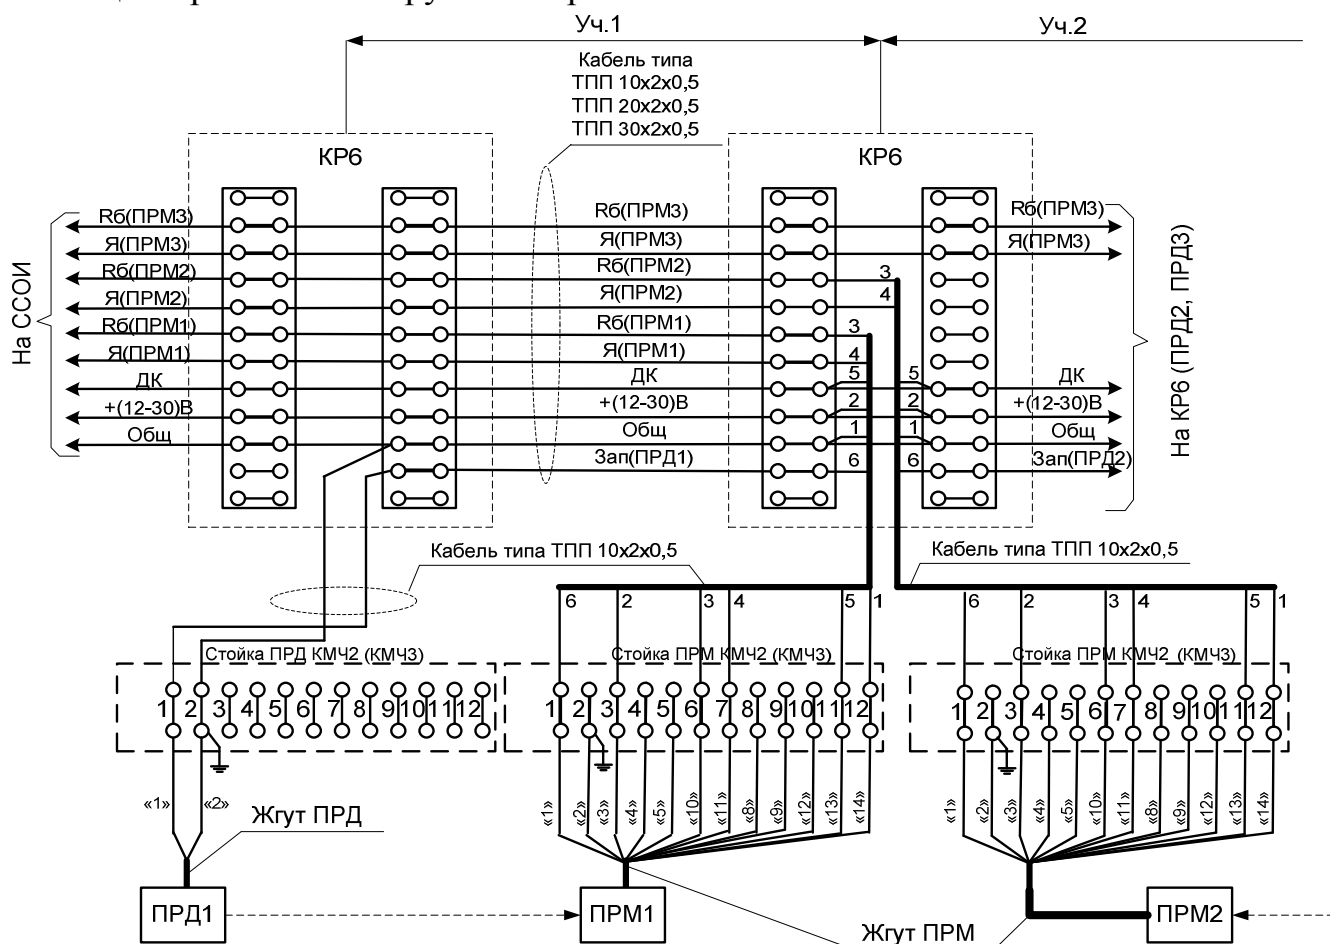 Уч.1
Уч.2
Кабель типа
ТПП 10х2х0,5
ТПП 20х2х0,5
ТПП 30х2х0,5
КР6
КР6
На ССОИ
Rб(ПРМ3)
Я(ПРМ3)
Rб(ПРМ2)
Я(ПРМ2)
Rб(ПРМ1)
Я(ПРМ1)
ДК
+(12-30)В
Общ
Rб(ПРМ3)
Я(ПРМ3)
Rб(ПРМ2)
Я(ПРМ2)
Rб(ПРМ1)
Я(ПРМ1)
ДК
+(12-30)В
Общ
Зап(ПРД1)
3
4
3
4
5 5
2 2
1 1
6 6
Rб(ПРМ3)
Я(ПРМ3)
ДК
+(12-30)В
Общ
Зап(ПРД2)
На КР6 (ПРД2, ПРД3)
Кабель типа ТПП 10х2х0,5
Кабель типа ТПП 10х2х0,5
6 2 3 4 5 1
6 2 3 4 5 1
Стойка ПРД КМЧ2 (КМЧ3)
Стойка ПРМ КМЧ2 (КМЧ3)
Стойка ПРМ КМЧ2 (КМЧ3)
1 2 3 4 5 6 7 8 9 10 11 12
1 2 3 4 5 6 7 8 9 10 11 12
1 2 3 4 5 6 7 8 9 10 11 12
«1» «2»
«1» «2» «3» «4» «5» «10» «11» «8» «9» «12» «13» «14»
«1» «2» «3» «4» «5» «10» «11» «8» «9» «12» «13» «14»
Жгут ПРД
ПРД1
ПРМ1
ПРМ2
Жгут ПРМ